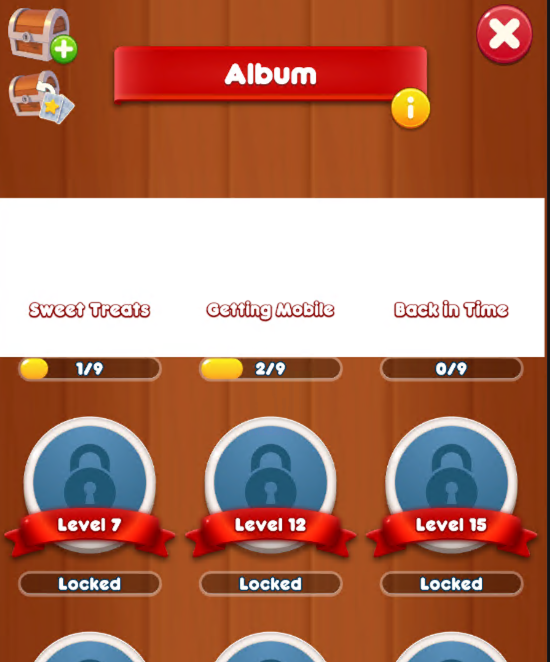 Album
i
Sweet Treats Getting Mobile Back in Time
1/9 2/9 0/9
Level 7 Level 12 Level 15
Locked Locked Locked